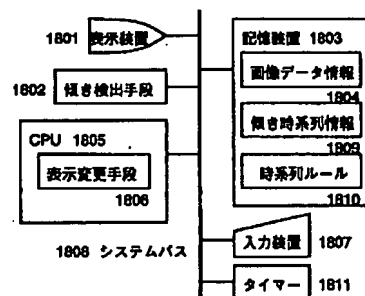 1801 表示装置
1802 傾き検出手段
CPU 1805
表示変更手段
1806
1808 システムバス
記憶装置 1803
画像データ情報
1804
傾き時系列情報
1809
時系列ルール
1810
入力装置 1807
タイマー 1811